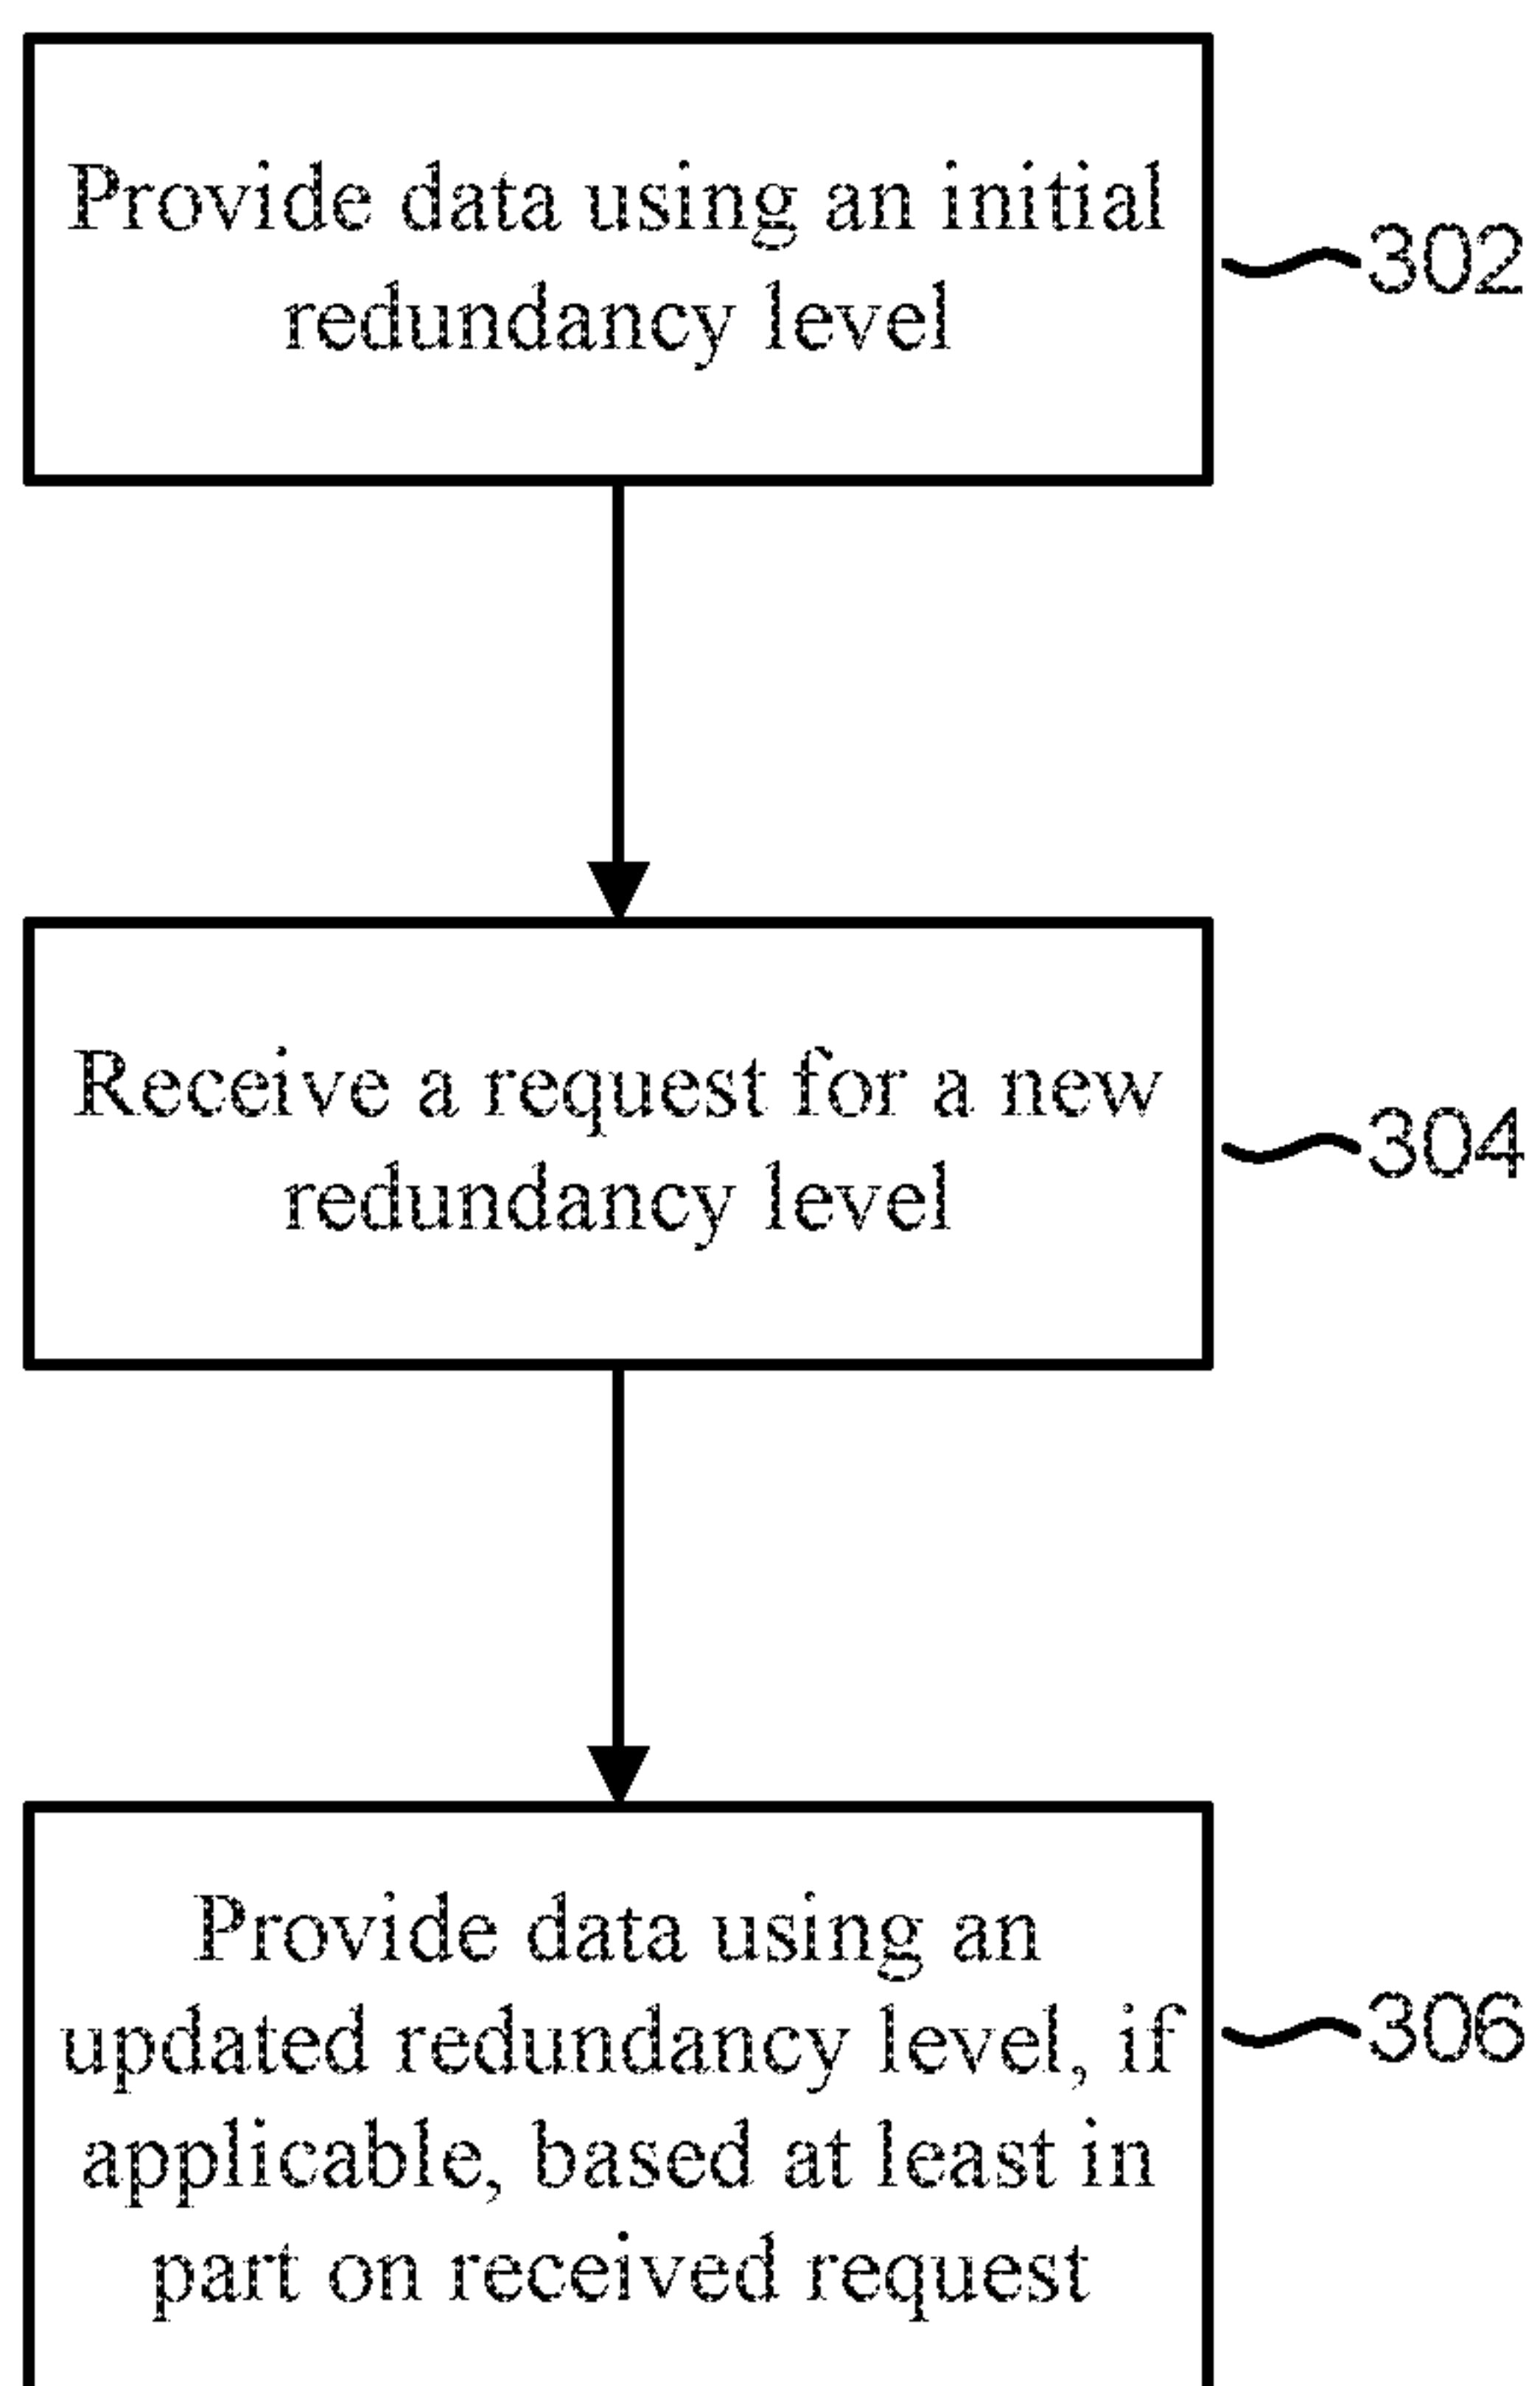 Provide data using an initial
redundancy level
302
Receive a request for a new
redundancy level
304
Provide data using an
updated redundancy level, if
applicable, based at least in
part on received request
306